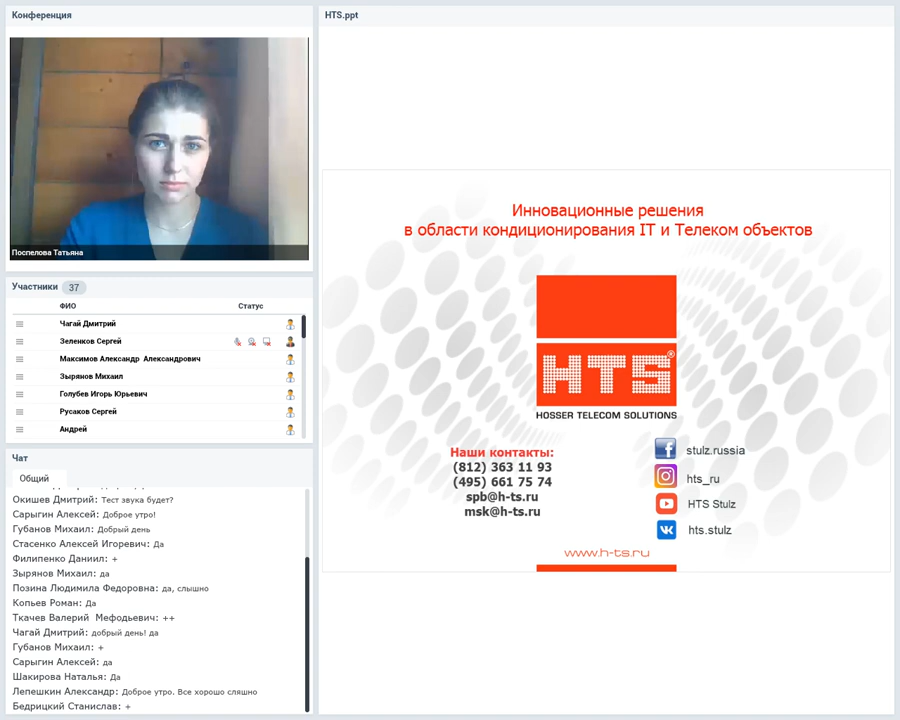 Конференция
Поспелова Татьяна
Участники 37
ФИО Статус
Чагай Дмитрий
Зеленков Сергей
Максимов Александр Александрович
Зырянов Михаил
Голубев Игорь Юрьевич
Русаков Сергей
Андрей
Чат
Общий
Окишев Дмитрий: Тест звука будет?
Сарыгин Алексей: Доброе утро!
Губанов Михаил: Добрый день
Стасенко Алексей Игоревич: Да
Филипенко Даниил: +
Зырянов Михаил: да
Позина Людимила Федоровна: да, слышно
Копьев Роман: Да
Ткачев Валерий Мефодьевич: ++
Чагай Дмитрий: добрый день! да
Губанов Михаил: +
Сарыгин Алексей: да
Шакирова Наталья: Да
Лепешкин Александр: Доброе утро. Все хорошо сляшно
Бедрицкий Станислав: +
HTS.ppt
Инновационные решения
в области кондиционирования IT и Телеком объектов
HTS®
HOSSER TELECOM SOLUTIONS
Наши контакты:
(812) 363 11 93
(495) 661 75 74
spb@h-ts.ru
msk@h-ts.ru
stulz.russia
hts_ru
HTS Stulz
hts.stulz
www.h-ts.ru